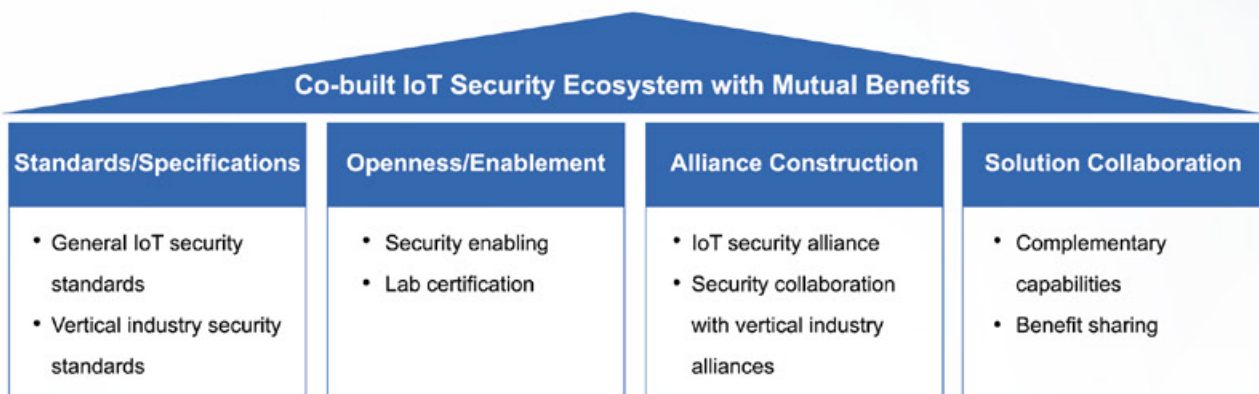 Co-built IoT Security Ecosystem with Mutual Benefits
Standards/Specifications
• General IoT security
standards
• Vertical industry security
standards
Openness/Enablement
• Security enabling
• Lab certification
Alliance Construction
• IoT security alliance
• Security collaboration
with vertical industry
alliances
Solution Collaboration
• Complementary
capabilities
• Benefit sharing